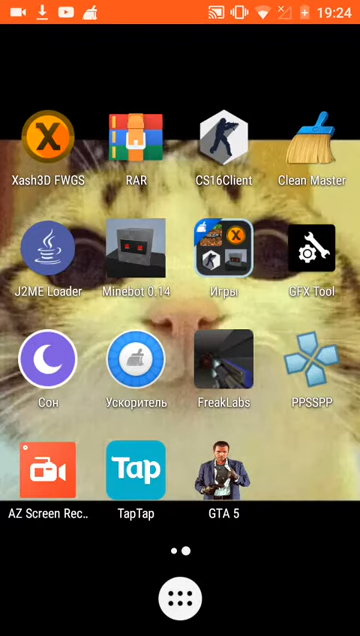 19:24
Xash3D FWGS
RAR
CS16Client
Clean Master
J2ME Loader
Minebot 0.14
Игры
GFX Tool
Сон
Ускоритель
FreakLabs
PPSSPP
Tap
AZ Screen Rec..
TapTap
GTA 5